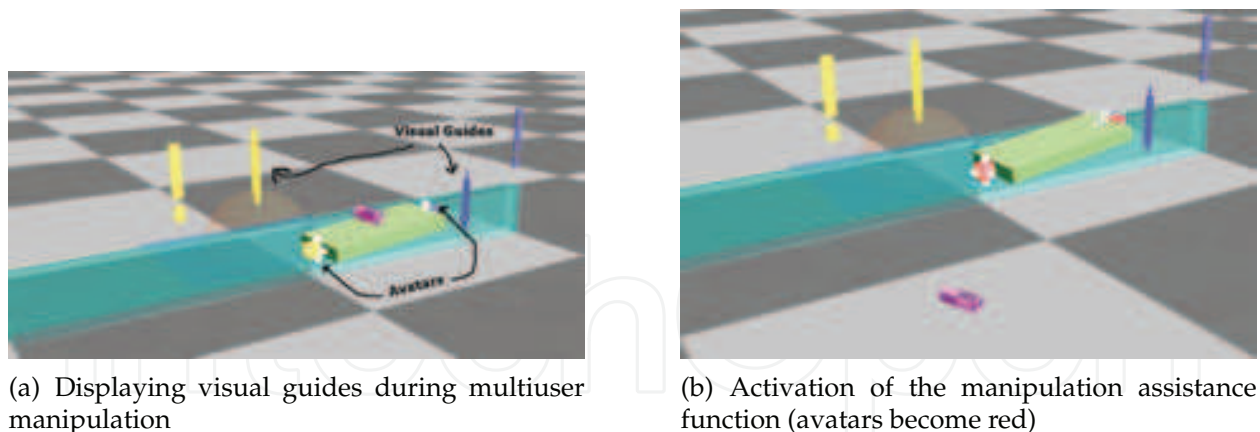 Visual Guides
Avatars
(a) Displaying visual guides during multiuser
manipulation
(b) Activation of the manipulation assistance
function (avatars become red)